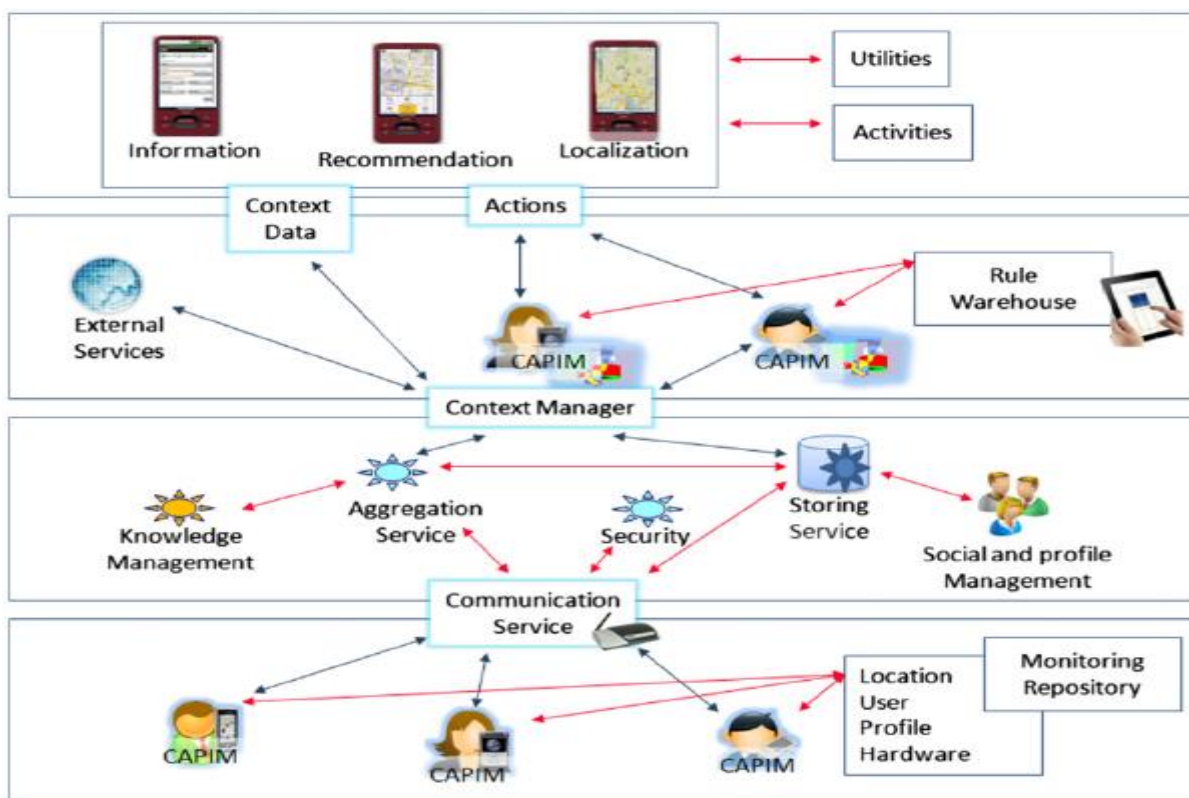 Utilities
Activities
Information
Recommendation
Localization
Context
Data
Actions
External
Services
CAPIM
CAPIM
Rule
Warehouse
Context Manager
Knowledge
Management
Aggregation
Service
Security
Storing
Service
Social and profile
Management
Communication
Service
CAPIM
CAPIM
CAPIM
Location
User
Profile
Hardware
Monitoring
Repository